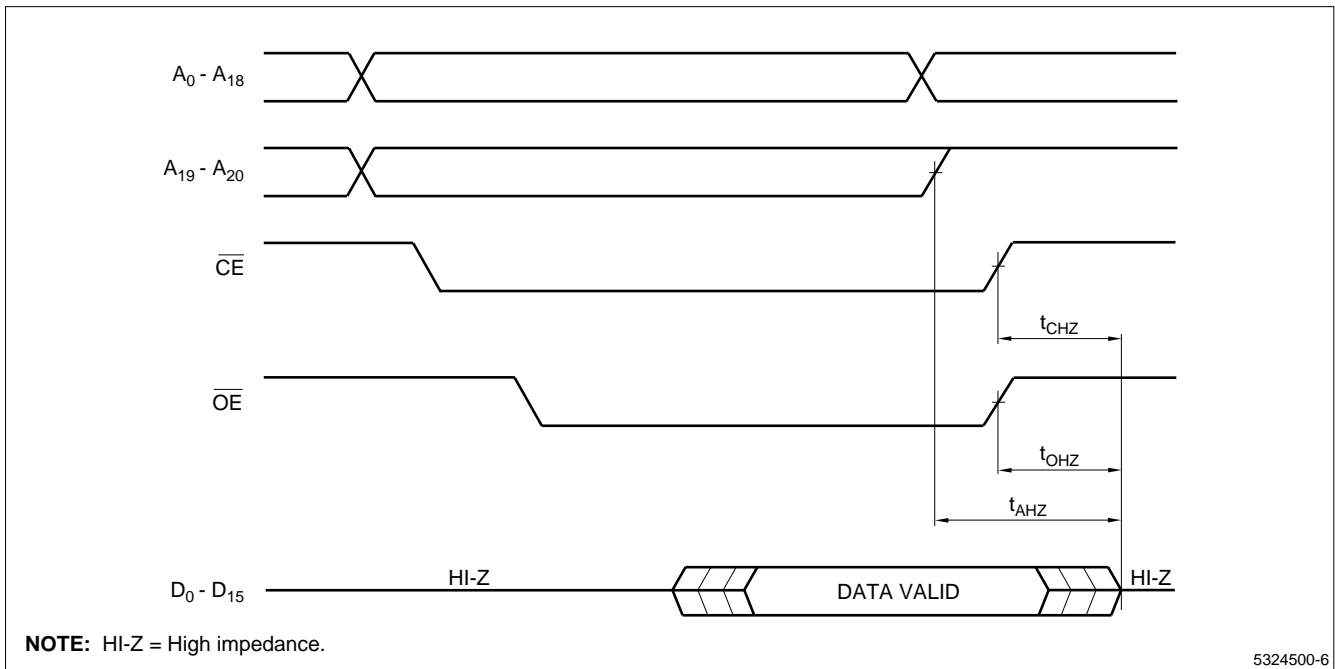 A0 - A18
A19 - A20
CE
tCHZ
OE
tOHZ
tAHZ
D0 - D15 HI-Z DATA VALID HI-Z
NOTE: HI-Z = High impedance.
5324500-6